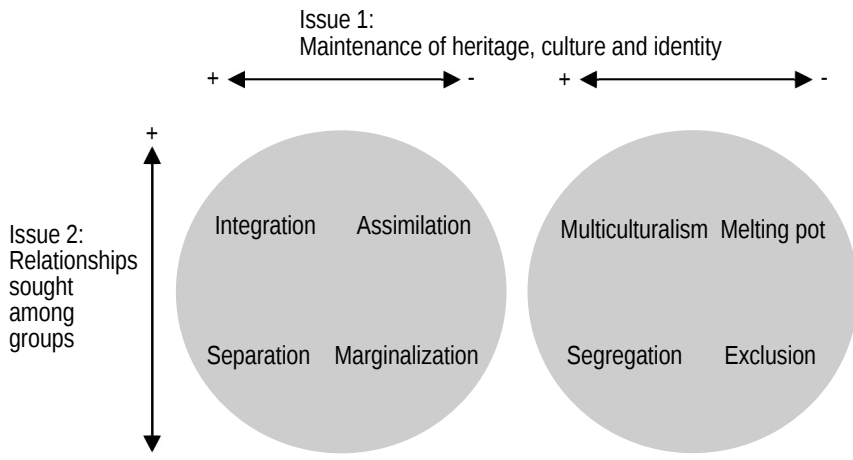 Issue 1:
Maintenance of heritage, culture and identity
+ - + -
+
Integration Assimilation Multiculturalism Melting pot
Issue 2:
Relationships
sought
among
groups
Separation Marginalization Segregation Exclusion